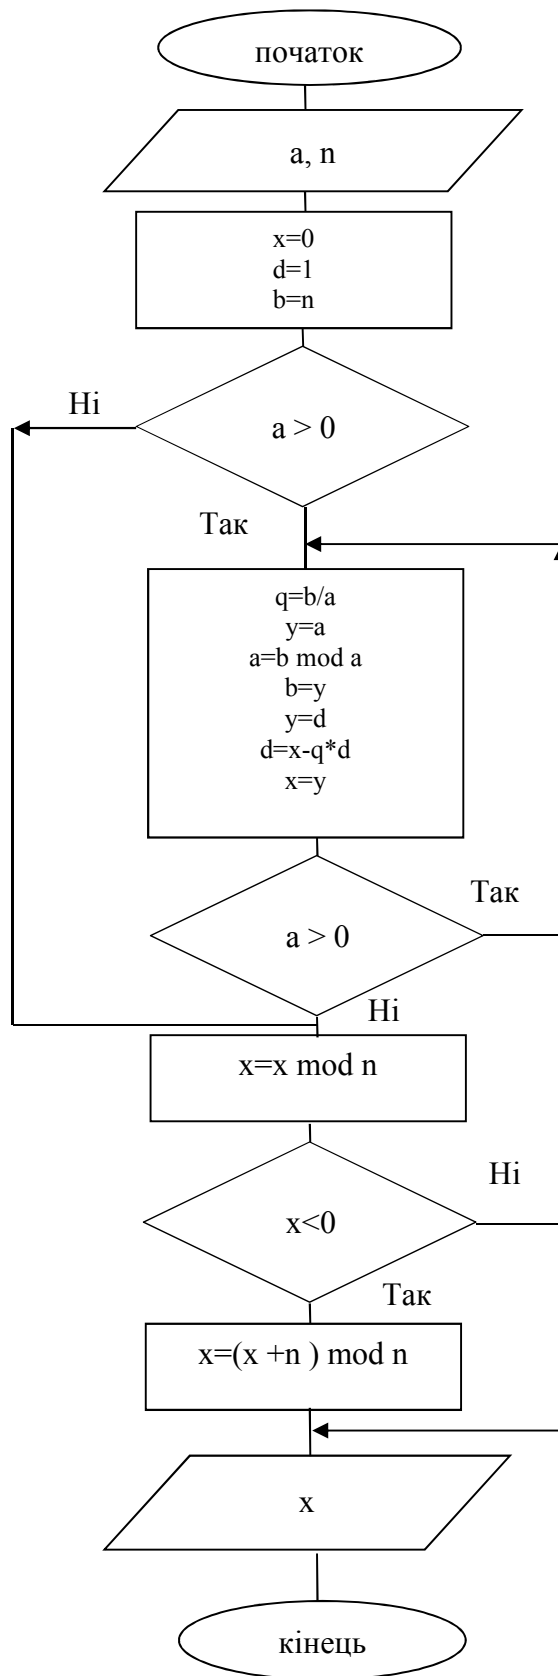 початок
a, n
x=0
d=1
b=n
Ні
a > 0
Так
q=b/a
y=a
a=b mod a
b=y
y=d
d=x-q*d
x=y
Так
a > 0
Ні
x=x mod n
Ні
x<0
Так
x=(x +n ) mod n
x
кінець